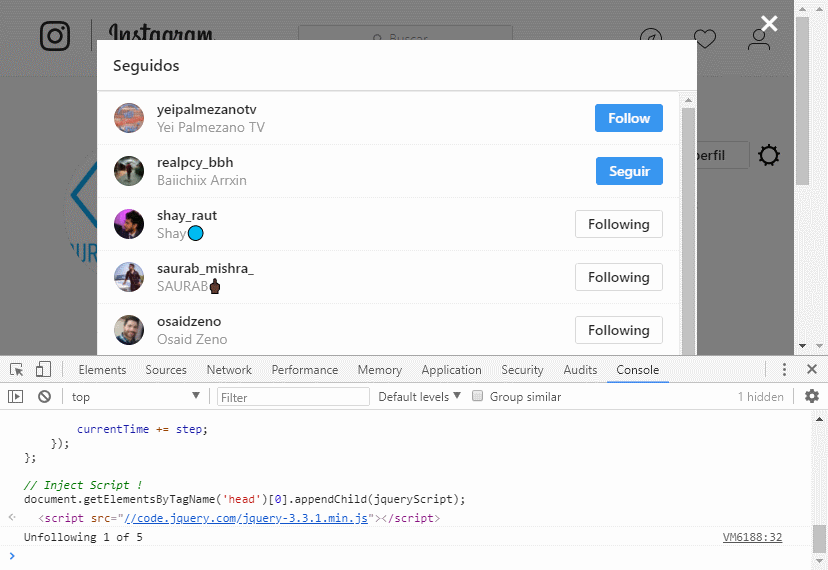 Instagram
Buscar
Seguidos
yeipalmezanotv
Yei Palmezano TV
Follow
realpcy_bbh
Baiichiix Arrxin
Seguir
erfil
shay_raut
Shay
Following
saurab_mishra_
SAURAB
Following
osaidzeno
Osaid Zeno
Following
Elements Sources Network Performance Memory Application Security Audits Console
top Filter Default levels Group similar 1 hidden
currentTime += step;
});
};
// Inject Script !
document.getElementsByTagName('head')[0].appendChild(jqueryScript);
<script src="//code.jquery.com/jquery-3.3.1.min.js"></script>
Unfollowing 1 of 5 VM6188:32